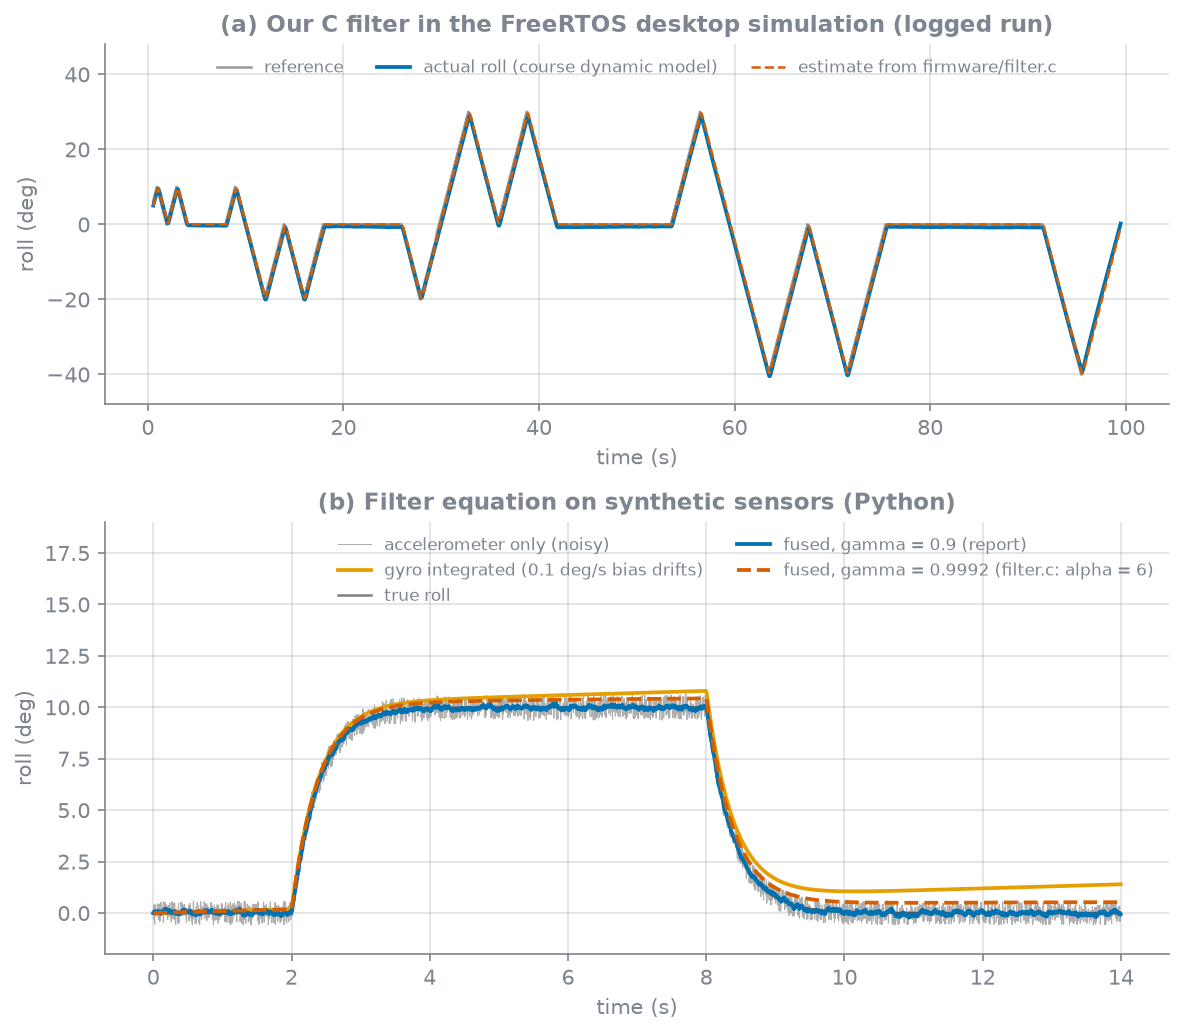 (a) Our C filter in the FreeRTOS desktop simulation (logged run)
reference
actual roll (course dynamic model)
estimate from firmware/filter.c
40
20
0
−20
−40
roll (deg)
0
20
40
60
80
100
time (s)
(b) Filter equation on synthetic sensors (Python)
accelerometer only (noisy)
gyro integrated (0.1 deg/s bias drifts)
true roll
fused, gamma = 0.9 (report)
fused, gamma = 0.9992 (filter.c: alpha = 6)
17.5
15.0
12.5
10.0
7.5
5.0
2.5
0.0
roll (deg)
0
2
4
6
8
10
12
14
time (s)